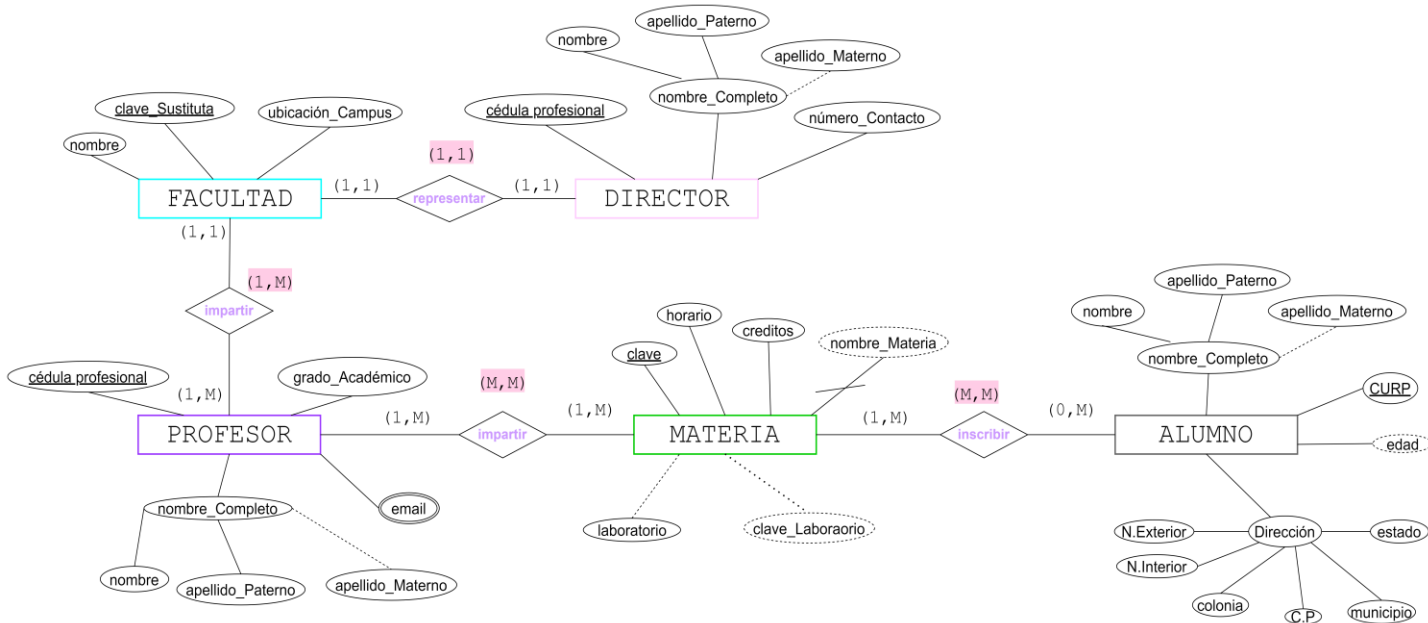 apellido_Paterno
nombre
apellido_Materno
nombre_Completo
clave_Sustituta
ubicación_Campus
cédula profesional
número_Contacto
nombre
(1,1)
FACULTAD
(1,1)
representar
(1,1)
DIRECTOR
(1,1)
(1,M)
impartir
apellido_Paterno
nombre
apellido_Materno
nombre_Completo
horario
creditos
nombre_Materia
clave
cédula profesional
grado_Académico
CURP
(1,M)
(M,M)
(M,M)
PROFESOR
(1,M)
impartir
(1,M)
MATERIA
(1,M)
inscribir
(0,M)
ALUMNO
edad
nombre_Completo
email
laboratorio
clave_Laboraorio
N.Exterior
Dirección
estado
N.Interior
nombre
apellido_Paterno
apellido_Materno
colonia
C.P
municipio